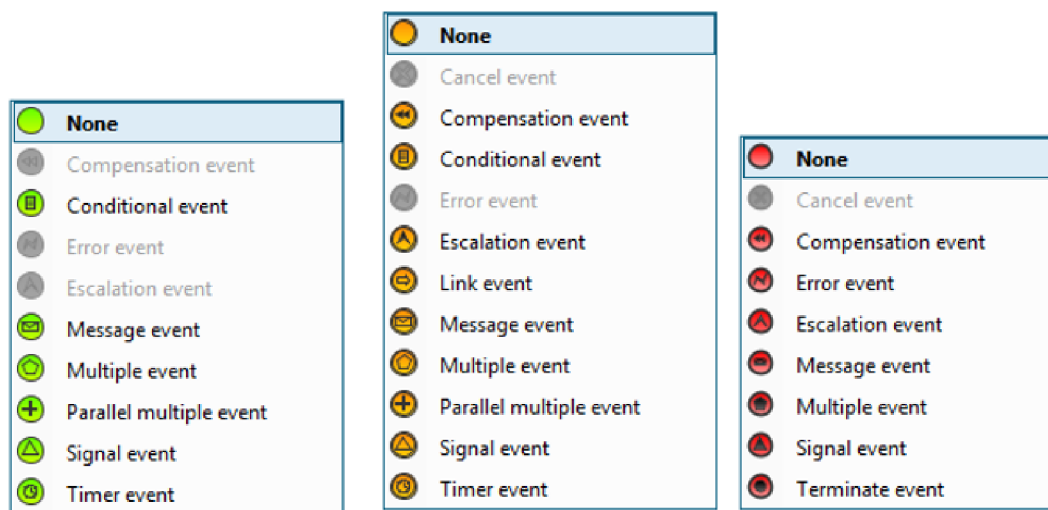 None
Compensation event
Conditional event
Error event
Escalation event
Message event
Multiple event
Parallel multiple event
Signal event
Timer event
None
Cancel event
Compensation event
Conditional event
Error event
Escalation event
Link event
Message event
Multiple event
Parallel multiple event
Signal event
Timer event
None
Cancel event
Compensation event
Error event
Escalation event
Message event
Multiple event
Signal event
Terminate event